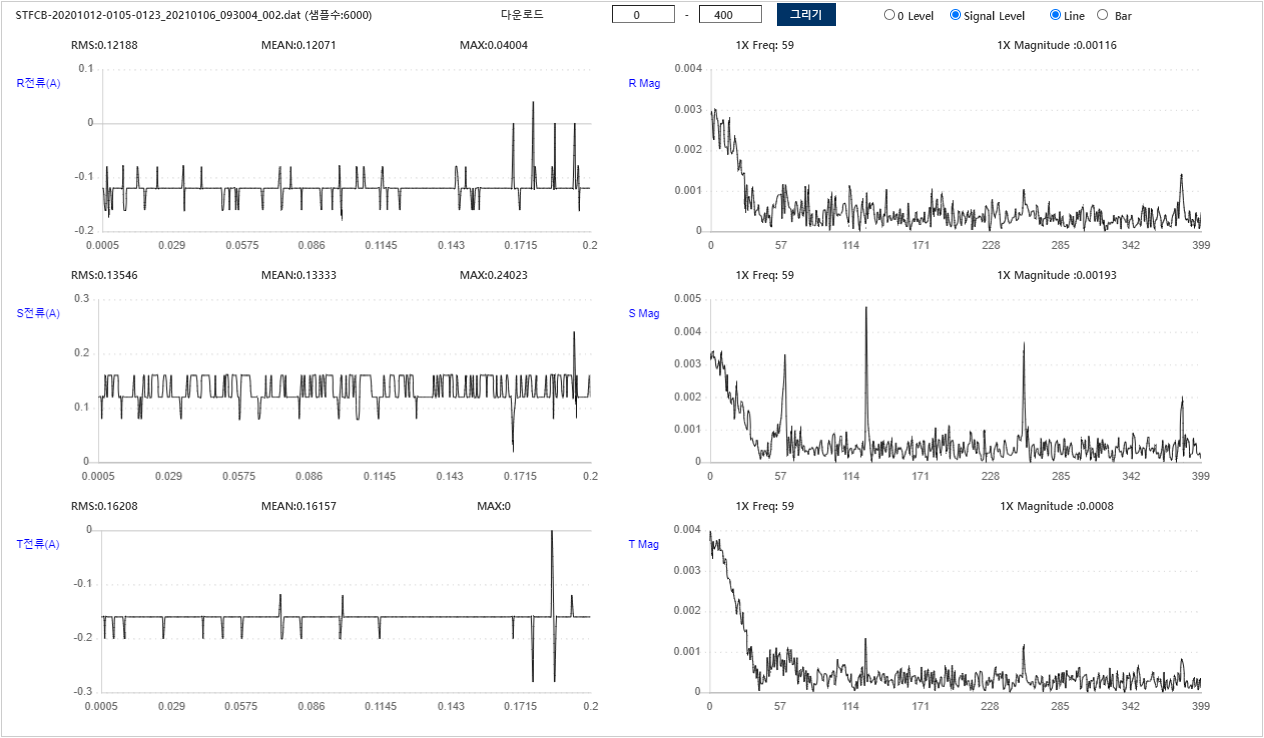 STFCB-20201012-0105-0123_20210106_093004_002.dat (샘플수:6000) 다운로드 0 - 400 그리기 0 Level Signal Level Line Bar
RMS:0.12188 MEAN:0.12071 MAX:0.04004 1X Freq: 59 1X Magnitude :0.00116
R전류(A)
0.1
0
-0.1
-0.2
0.0005 0.029 0.0575 0.086 0.1145 0.143 0.1715 0.2
R Mag
0.004
0.003
0.002
0.001
0
0 57 114 171 228 285 342 399
RMS:0.13546 MEAN:0.13333 MAX:0.24023 1X Freq: 59 1X Magnitude :0.00193
S전류(A)
0.3
0.2
0.1
0
0.0005 0.029 0.0575 0.086 0.1145 0.143 0.1715 0.2
S Mag
0.005
0.004
0.003
0.002
0.001
0
0 57 114 171 228 285 342 399
RMS:0.16208 MEAN:0.16157 MAX:0 1X Freq: 59 1X Magnitude :0.0008
T전류(A)
0
-0.1
-0.2
-0.3
0.0005 0.029 0.0575 0.086 0.1145 0.143 0.1715 0.2
T Mag
0.004
0.003
0.002
0.001
0
0 57 114 171 228 285 342 399